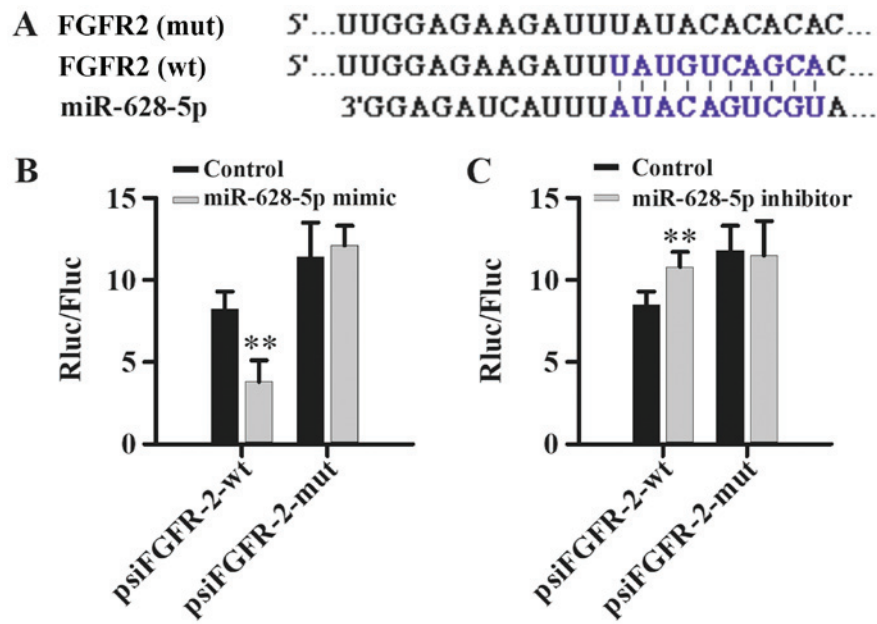 A FGFR2 (mut) 5'...UUGGAGAAGAUUUAUACACACAC...
FGFR2 (wt) 5'...UUGGAGAAGAUUUAUGUCAGCAC...
miR-628-5p 3'GGAGAUCAUUUAUACAGUCGUA...
B
Control
miR-628-5p mimic
Rluc/Fluc
15
10
5
0
**
psiFGFR-2-wt
psiFGFR-2-mut
C
Control
miR-628-5p inhibitor
Rluc/Fluc
15
10
5
0
**
psiFGFR-2-wt
psiFGFR-2-mut